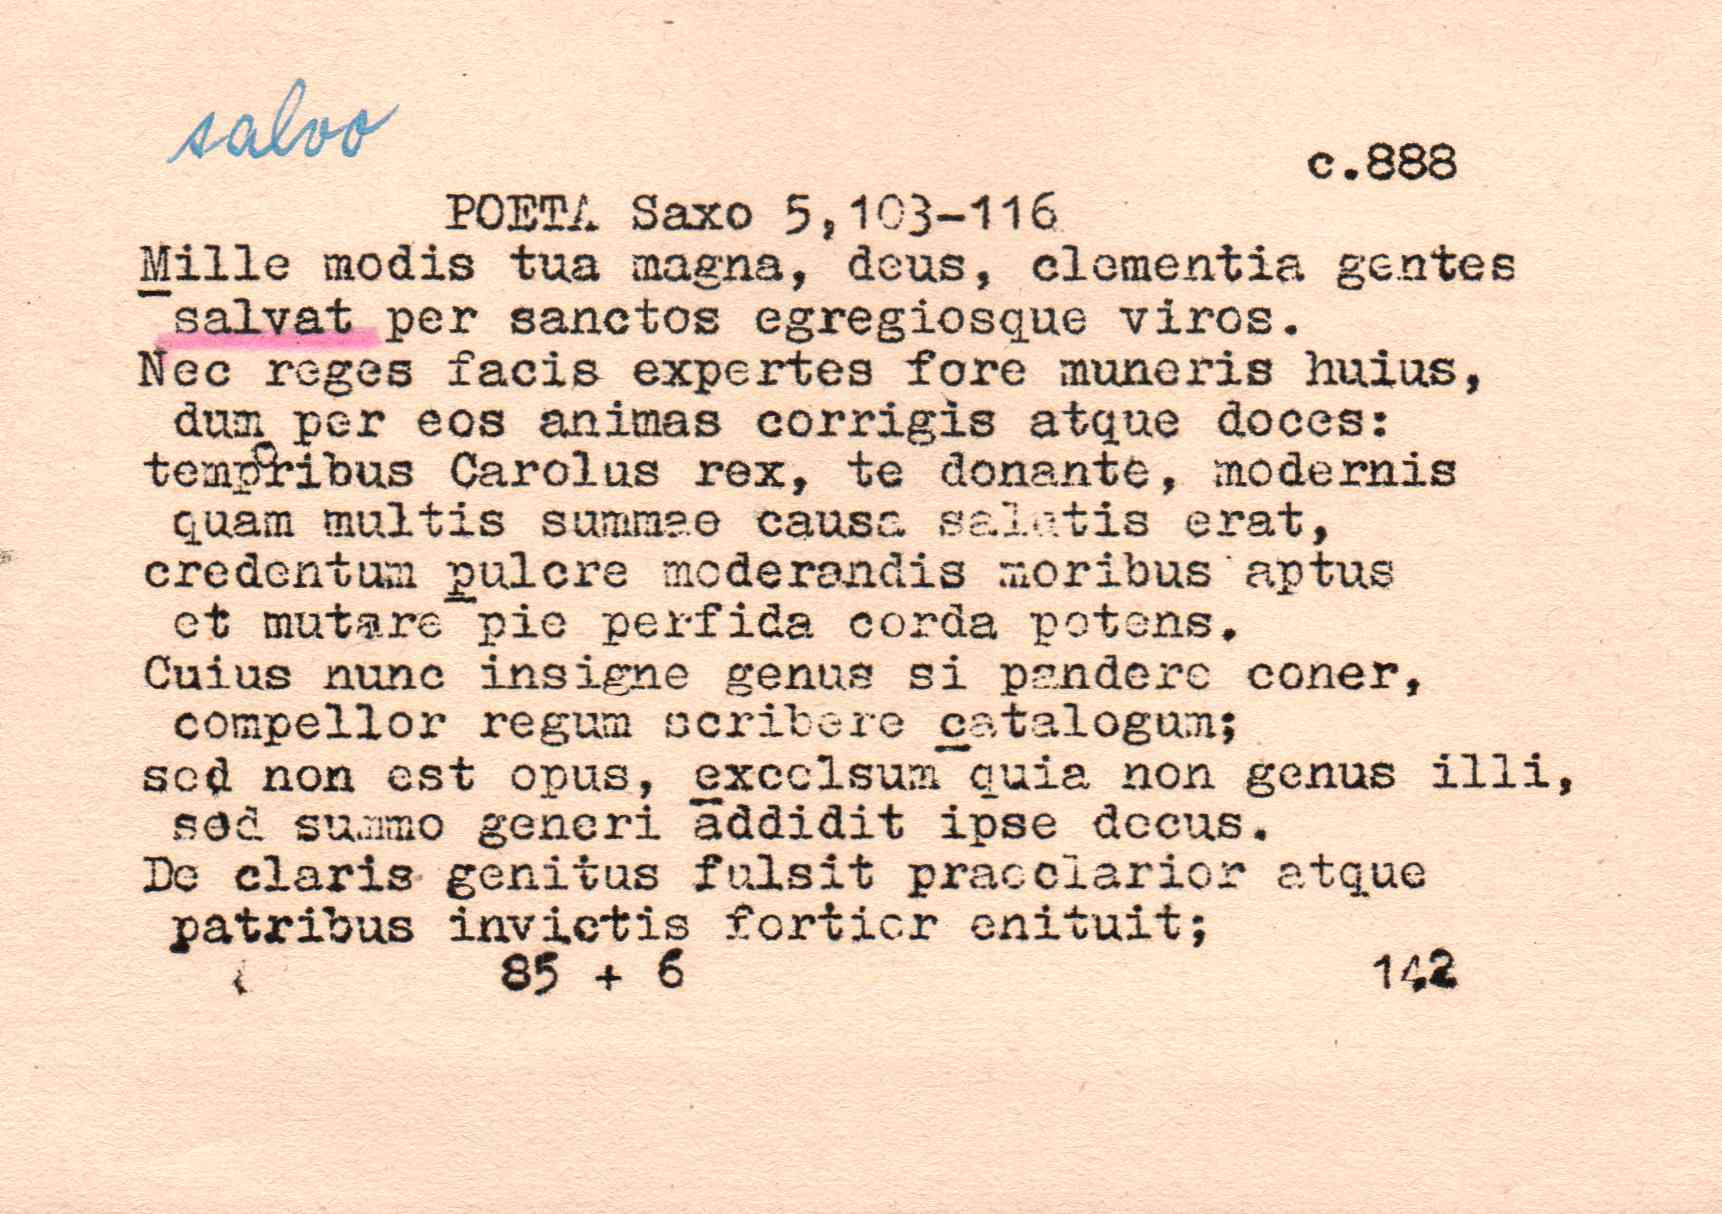 salvo
c.888
POETA Saxo 5,103-116
Mille modis tua magna, deus, clementia gentes
salvat per sanctos egregiosque viros.
Nec reges facis expertes fore muneris huius,
dum per eos animas corrigis atque doces:
temporibus Carolus rex, te donante, modernis
quam multis summae causa salutis erat,
credentum pulcre moderandis moribus aptus
et mutare pie perfida corda potens.
Cuius nunc insigne genus si pandere coner,
compellor regum scribere catalogum;
sed non est opus, excelsum quia non genus illi,
sed summo generi addidit ipse decus.
De claris genitus fulsit praeclarior atque
patribus invictis fortior enituit;
85 + 6 142